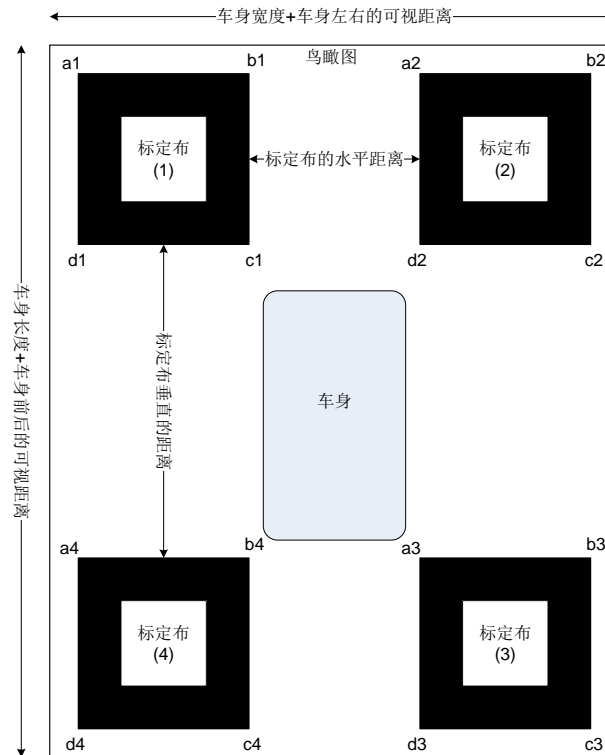 车身宽度+车身左右的可视距离
鸟瞰图
a1
b1
a2
b2
标定布
(1)
标定布的水平距离
标定布
(2)
d1
c1
d2
c2
车身长度+车身前后的可视距离
标定布垂直的距离
车身
a4
b4
a3
b3
标定布
(4)
标定布
(3)
d4
c4
d3
c3